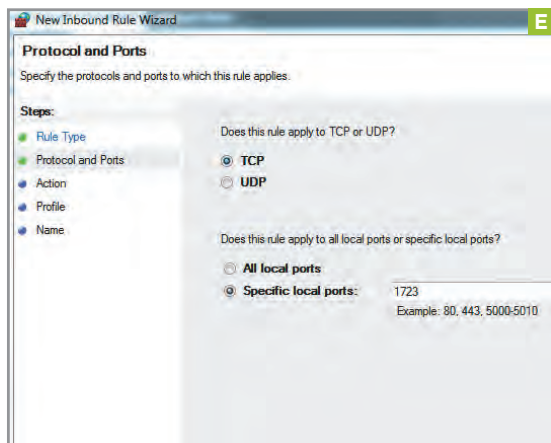 New Inbound Rule Wizard
E
Protocol and Ports
Specify the protocols and ports to which this rule applies.
Steps:
Rule Type
Protocol and Ports
Action
Profile
Name
Does this rule apply to TCP or UDP?
TCP
UDP
Does this rule apply to all local ports or specific local ports?
All local ports
Specific local ports:
1723
Example: 80, 443, 5000-5010